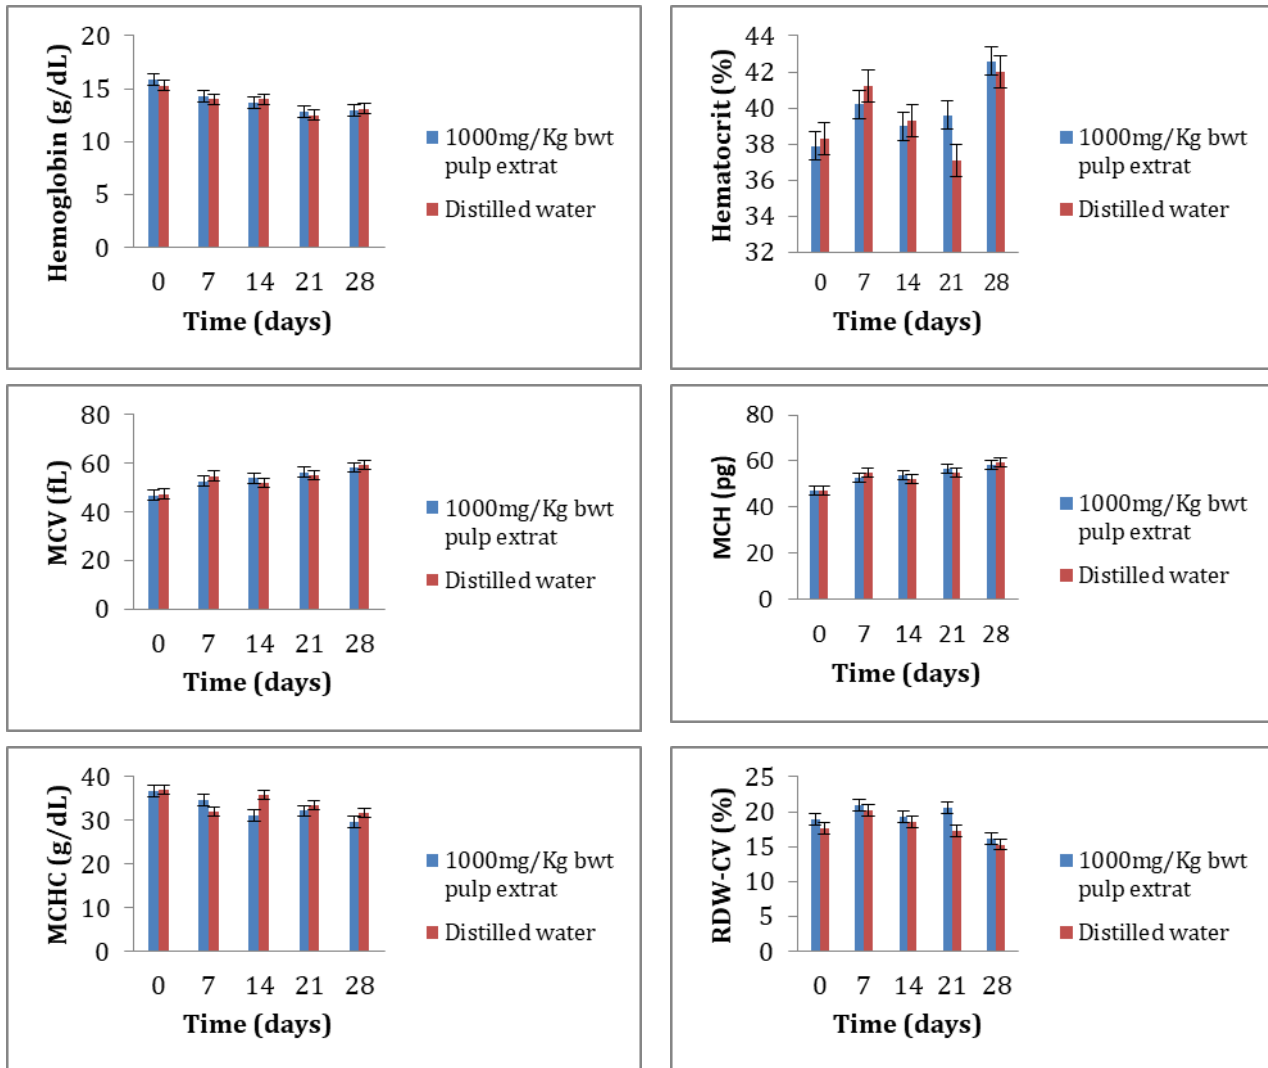 20
15
10
5
0
Hemoglobin (g/dL)
0 7 14 21 28
Time (days)
1000mg/Kg bwt
pulp extrat
Distilled water
44
42
40
38
36
34
32
Hematocrit (%)
0 7 14 21 28
Time (days)
1000mg/Kg bwt
pulp extrat
Distilled water
80
60
40
20
0
MCV (fL)
0 7 14 21 28
Time (days)
1000mg/Kg bwt
pulp extrat
Distilled water
80
60
40
20
0
MCH (pg)
0 7 14 21 28
Time (days)
1000mg/Kg bwt
pulp extrat
Distilled water
40
30
20
10
0
MCHC (g/dL)
0 7 14 21 28
Time (days)
1000mg/Kg bwt
pulp extrat
Distilled water
25
20
15
10
5
0
RDW-CV (%)
0 7 14 21 28
Time (days)
1000mg/Kg bwt
pulp extrat
Distilled water